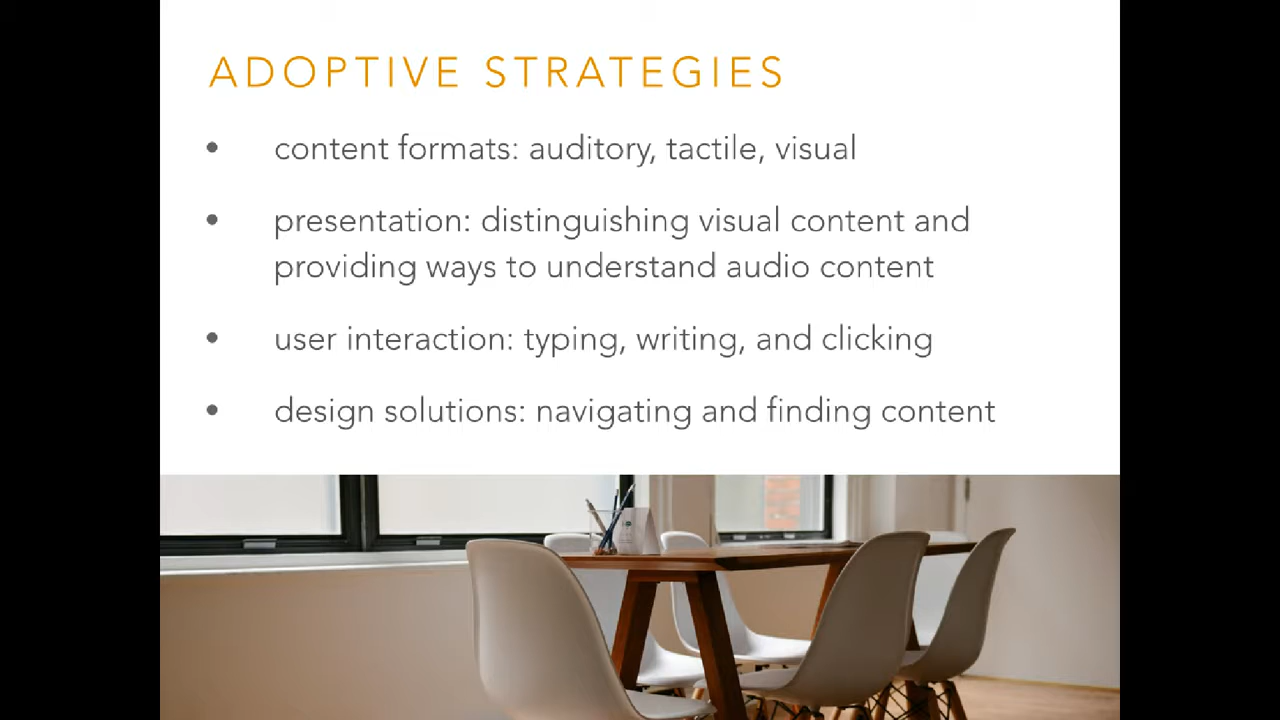 ADOPTIVE STRATEGIES
• content formats: auditory, tactile, visual
• presentation: distinguishing visual content and
providing ways to understand audio content
• user interaction: typing, writing, and clicking
• design solutions: navigating and finding content